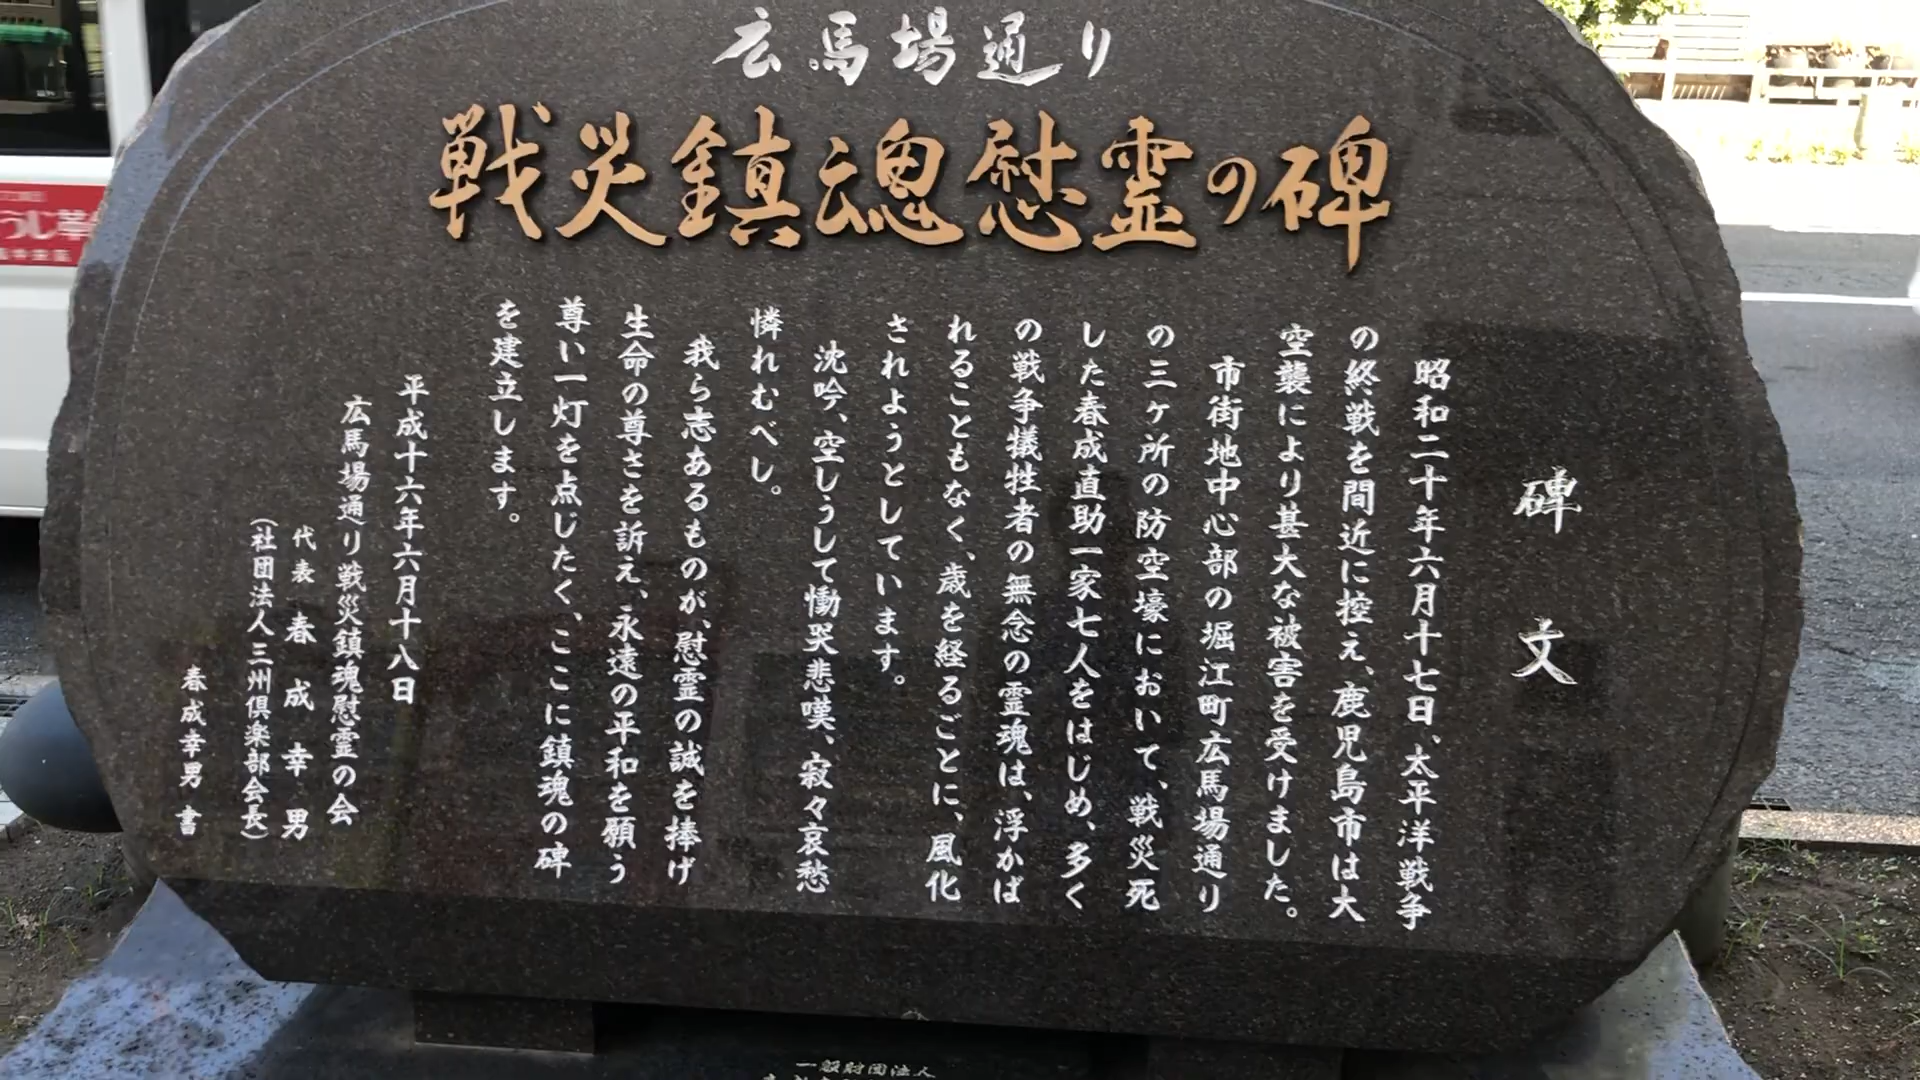 広馬場通り
戦災鎮魂慰霊の碑
碑文
昭和二十年六月十七日、太平洋戦争
の終戦を間近に控え、鹿児島市は大
空襲により甚大な被害を受けました。
市街地中心部の堀江町広馬場通り
の三ヶ所の防空壕において、戦災死
した春成直助一家七人をはじめ、多く
の戦争犠牲者の無念の霊魂は、浮かば
れることもなく、歳を経るごとに、風化
されようとしています。
沈吟、空しうして慟哭悲嘆、寂々哀愁
憐れむべし。
我ら志あるものが、慰霊の誠を捧げ
生命の尊さを訴え、永遠の平和を願う
尊い一灯を点じたく、ここに鎮魂の碑
を建立します。
平成十六年六月十八日
広馬場通り戦災鎮魂慰霊の会
代表 春成幸男
（社団法人三州倶楽部会長）
春成幸男 書
一般財団法人